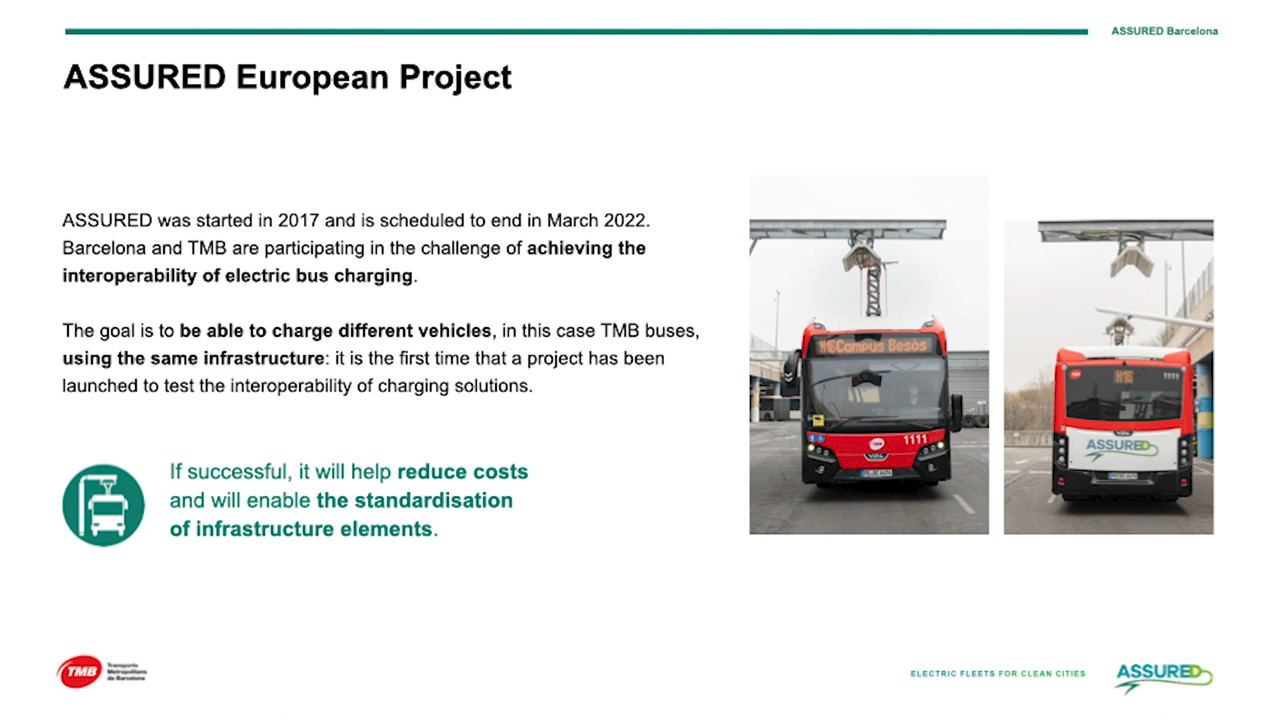 ASSURED Barcelona
ASSURED European Project
ASSURED was started in 2017 and is scheduled to end in March 2022.
Barcelona and TMB are participating in the challenge of achieving the
interoperability of electric bus charging.
The goal is to be able to charge different vehicles, in this case TMB buses,
using the same infrastructure: it is the first time that a project has been
launched to test the interoperability of charging solutions.
If successful, it will help reduce costs
and will enable the standardisation
of infrastructure elements.
H16 Campus Besòs
TMB
1111
VDL
H16
1111
ASSURED
TMB
Transports
Metropolitans
de Barcelona
ELECTRIC FLEETS FOR CLEAN CITIES
ASSURED